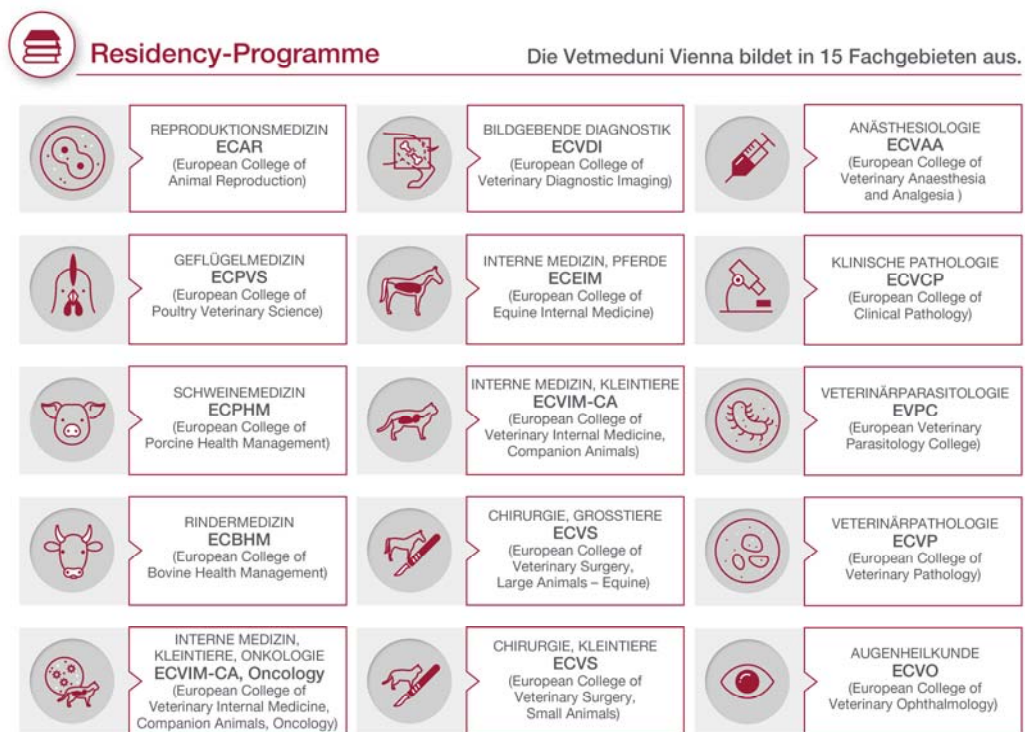 Residency-Programme
Die Vetmeduni Vienna bildet in 15 Fachgebieten aus.
REPRODUKTIONSMEDIZIN
ECAR
(European College of
Animal Reproduction)
BILDGEBENDE DIAGNOSTIK
ECVDI
(European College of
Veterinary Diagnostic Imaging)
ANÄSTHESIOLOGIE
ECVAA
(European College of
Veterinary Anaesthesia
and Analgesia )
GEFLÜGELMEDIZIN
ECPVS
(European College of
Poultry Veterinary Science)
INTERNE MEDIZIN, PFERDE
ECEIM
(European College of
Equine Internal Medicine)
KLINISCHE PATHOLOGIE
ECVCP
(European College of
Clinical Pathology)
SCHWEINEMEDIZIN
ECPHM
(European College of
Porcine Health Management)
INTERNE MEDIZIN, KLEINTIERE
ECVIM-CA
(European College of
Veterinary Internal Medicine,
Companion Animals)
VETERINÄRPARASITOLOGIE
EVPC
(European Veterinary
Parasitology College)
RINDERMEDIZIN
ECBHM
(European College of
Bovine Health Management)
CHIRURGIE, GROSSTIERE
ECVS
(European College of
Veterinary Surgery,
Large Animals – Equine)
VETERINÄRPATHOLOGIE
ECVP
(European College of
Veterinary Pathology)
INTERNE MEDIZIN,
KLEINTIERE, ONKOLOGIE
ECVIM-CA, Oncology
(European College of
Veterinary Internal Medicine,
Companion Animals, Oncology)
CHIRURGIE, KLEINTIERE
ECVS
(European College of
Veterinary Surgery,
Small Animals)
AUGENHEILKUNDE
ECVO
(European College of
Veterinary Ophthalmology)